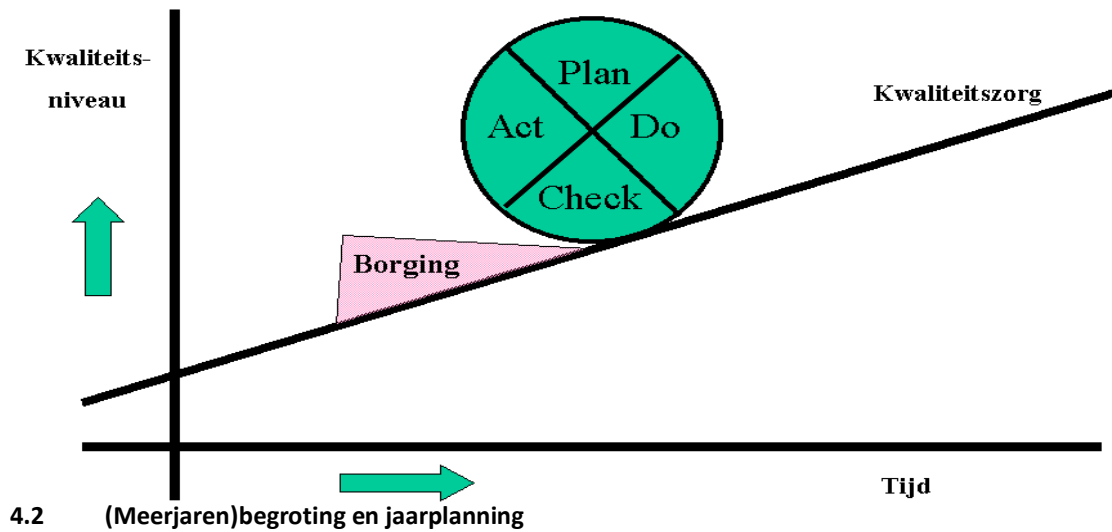 Kwaliteits-
niveau
Plan
Act
Do
Check
Kwaliteitszorg
Borging
Tijd
4.2 (Meerjaren)begroting en jaarplanning